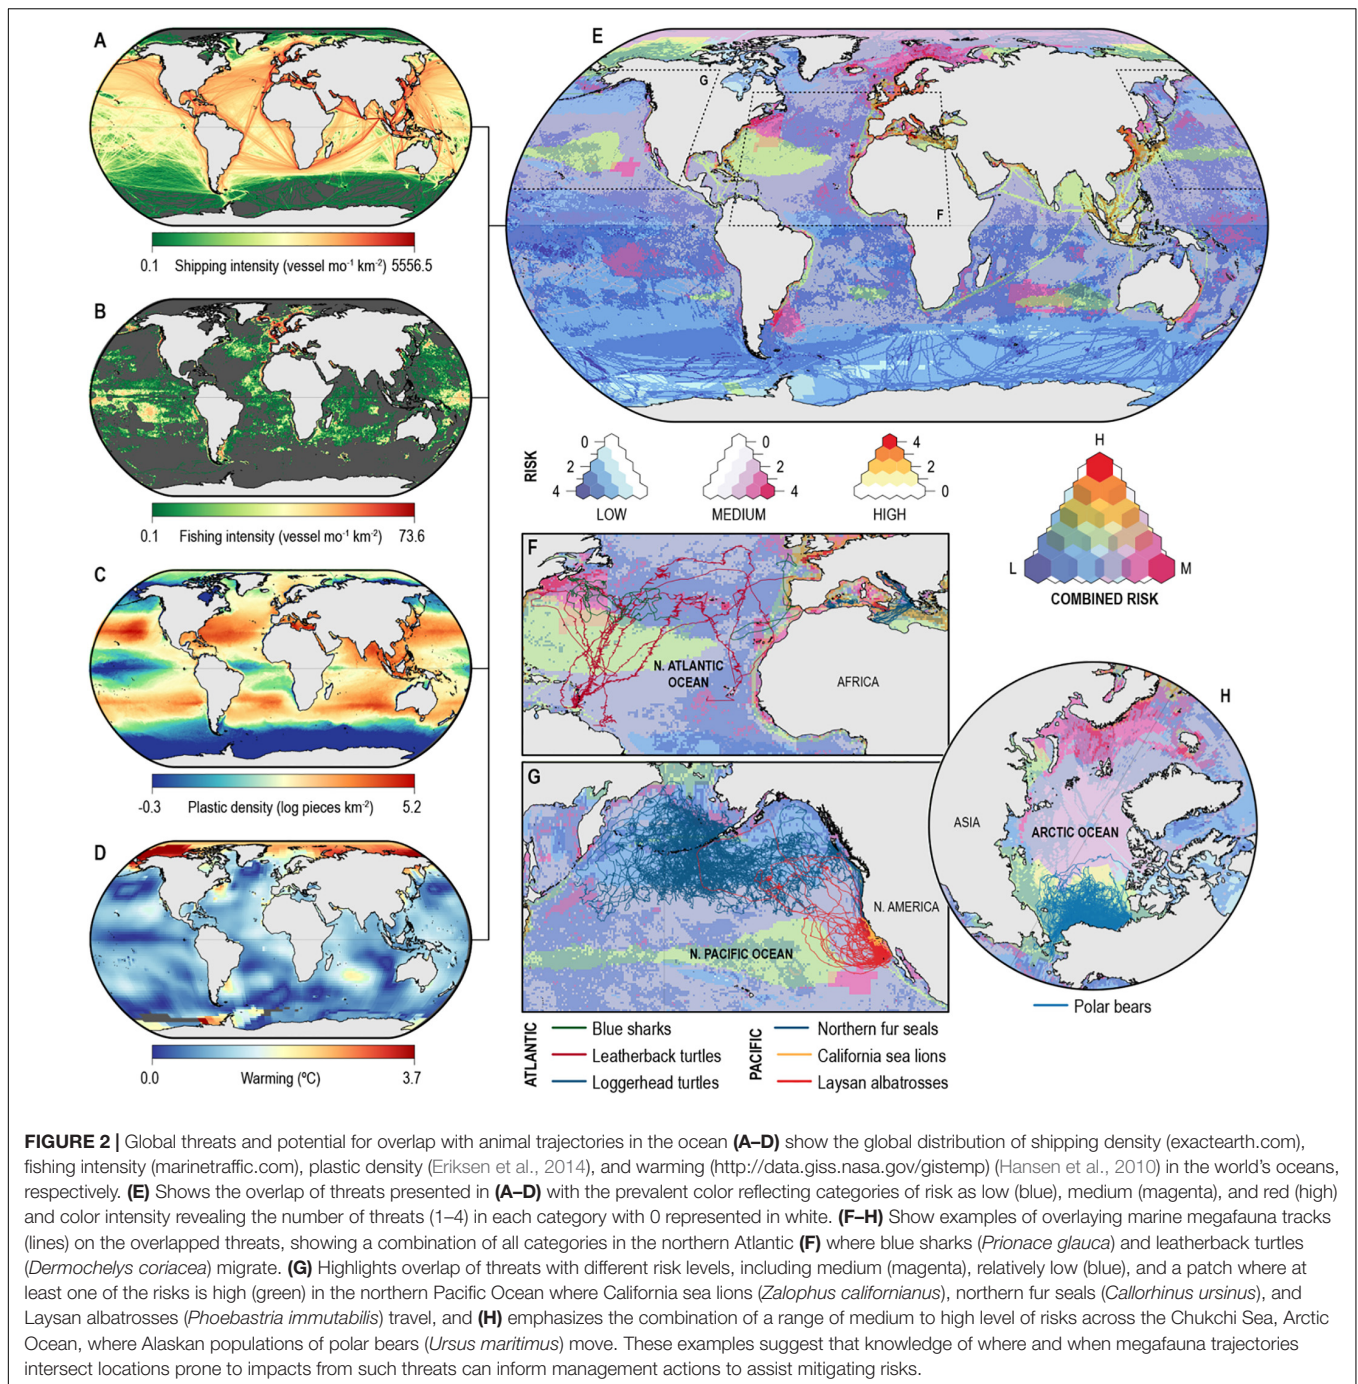 A
0.1 Shipping intensity (vessel mo⁻¹ km⁻²) 5556.5
B
0.1 Fishing intensity (vessel mo⁻¹ km⁻²) 73.6
C
-0.3 Plastic density (log pieces km⁻²) 5.2
D
0.0 Warming (ºC) 3.7
E
G
F
RISK
0
2
4
LOW
0
2
4
MEDIUM
4
2
0
HIGH
H
L
M
COMBINED RISK
F
N. ATLANTIC
OCEAN
AFRICA
G
N. AMERICA
N. PACIFIC OCEAN
H
ASIA
ARCTIC OCEAN
Polar bears
ATLANTIC
Blue sharks
Leatherback turtles
Loggerhead turtles
PACIFIC
Northern fur seals
California sea lions
Laysan albatrosses
FIGURE 2 | Global threats and potential for overlap with animal trajectories in the ocean (A–D) show the global distribution of shipping density (exactearth.com),
fishing intensity (marinetraffic.com), plastic density (Eriksen et al., 2014), and warming (http://data.giss.nasa.gov/gistemp) (Hansen et al., 2010) in the world's oceans,
respectively. (E) Shows the overlap of threats presented in (A–D) with the prevalent color reflecting categories of risk as low (blue), medium (magenta), and red (high)
and color intensity revealing the number of threats (1–4) in each category with 0 represented in white. (F–H) Show examples of overlaying marine megafauna tracks
(lines) on the overlapped threats, showing a combination of all categories in the northern Atlantic (F) where blue sharks (Prionace glauca) and leatherback turtles
(Dermochelys coriacea) migrate. (G) Highlights overlap of threats with different risk levels, including medium (magenta), relatively low (blue), and a patch where at
least one of the risks is high (green) in the northern Pacific Ocean where California sea lions (Zalophus californianus), northern fur seals (Callorhinus ursinus), and
Laysan albatrosses (Phoebastria immutabilis) travel, and (H) emphasizes the combination of a range of medium to high level of risks across the Chukchi Sea, Arctic
Ocean, where Alaskan populations of polar bears (Ursus maritimus) move. These examples suggest that knowledge of where and when megafauna trajectories
intersect locations prone to impacts from such threats can inform management actions to assist mitigating risks.